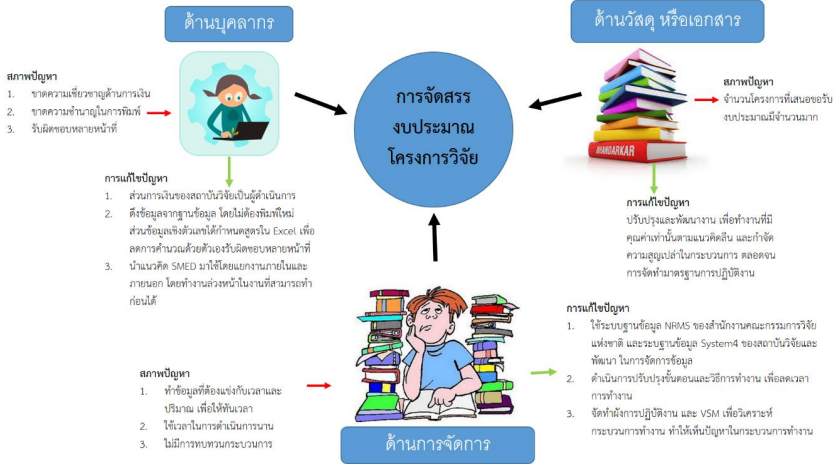 ด้านบุคลากร
สภาพปัญหา
1. ขาดความเชี่ยวชาญด้านการเงิน
2. ขาดความชำนาญในการพิมพ์
3. รับผิดชอบหลายหน้าที่
การแก้ไขปัญหา
1. ส่วนการเงินของสถาบันวิจัยเป็นผู้ดำเนินการ
2. ดึงข้อมูลจากฐานข้อมูล โดยไม่ต้องพิมพ์ใหม่
ส่วนข้อมูลเชิงตัวเลขได้กำหนดสูตรใน Excel เพื่อ
ลดการคำนวณด้วยตัวเองรับผิดชอบหลายหน้าที่
3. นำแนวคิด SMED มาใช้โดยแยกงานภายในและ
ภายนอก โดยทำงานล่วงหน้าในงานที่สามารถทำ
ก่อนได้
การจัดสรร
งบประมาณ
โครงการวิจัย
ด้านวัสดุ หรือเอกสาร
BHANDARKAR
สภาพปัญหา
จำนวนโครงการที่เสนอขอรับ
งบประมาณมีจำนวนมาก
การแก้ไขปัญหา
ปรับปรุงและพัฒนางาน เพื่อทำงานที่มี
คุณค่าเท่านั้นตามแนวคิดลีน และกำจัด
ความสูญเปล่าในกระบวนการ ตลอดจน
การจัดทำมาตรฐานการปฏิบัติงาน
สภาพปัญหา
1. ทำข้อมูลที่ต้องแข่งกับเวลาและ
ปริมาณ เพื่อให้ทันเวลา
2. ใช้เวลาในการดำเนินการนาน
3. ไม่มีการทบทวนกระบวนการ
ด้านการจัดการ
การแก้ไขปัญหา
1. ใช้ระบบฐานข้อมูล NRMS ของสำนักงานคณะกรรมการวิจัย
แห่งชาติ และระบบฐานข้อมูล System4 ของสถาบันวิจัยและ
พัฒนา ในการจัดการข้อมูล
2. ดำเนินการปรับปรุงขั้นตอนและวิธีการทำงาน เพื่อลดเวลา
การทำงาน
3. จัดทำผังการปฏิบัติงาน และ VSM เพื่อวิเคราะห์
กระบวนการทำงาน ทำให้เห็นปัญหาในกระบวนการทำงาน